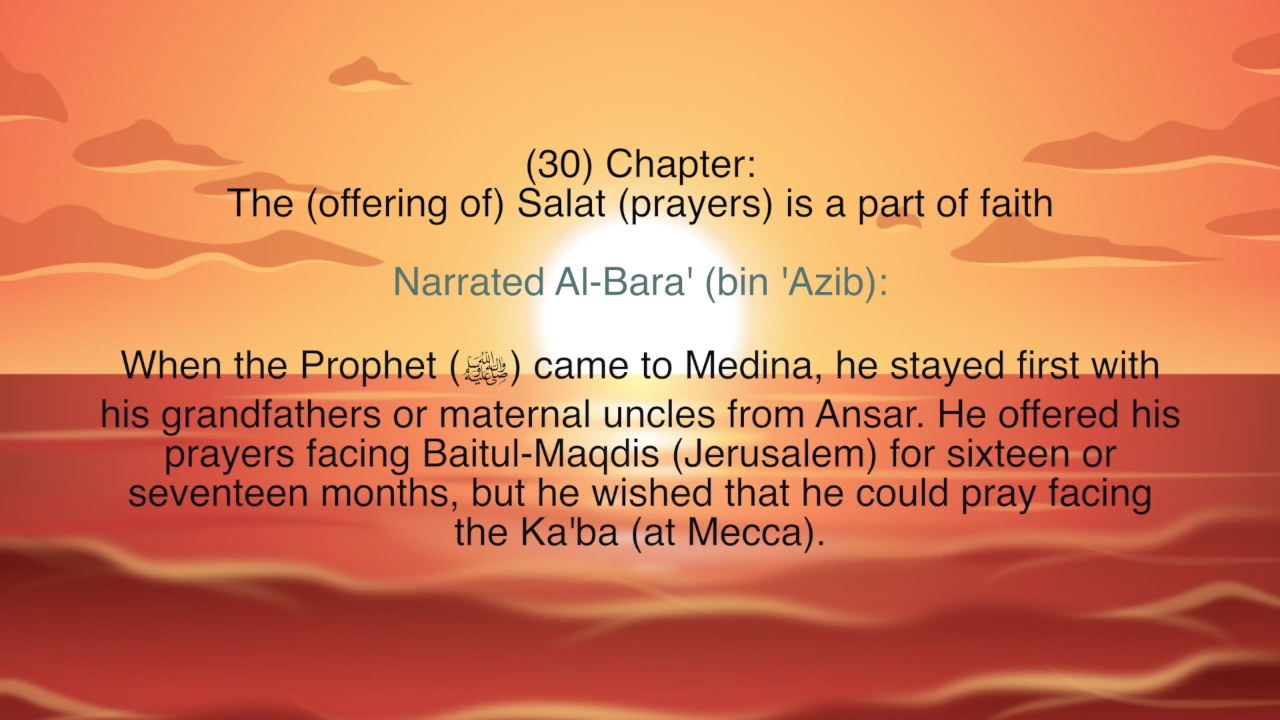 (30) Chapter:
The (offering of) Salat (prayers) is a part of faith
Narrated Al-Bara' (bin 'Azib):
When the Prophet (ﷺ) came to Medina, he stayed first with
his grandfathers or maternal uncles from Ansar. He offered his
prayers facing Baitul-Maqdis (Jerusalem) for sixteen or
seventeen months, but he wished that he could pray facing
the Ka'ba (at Mecca).